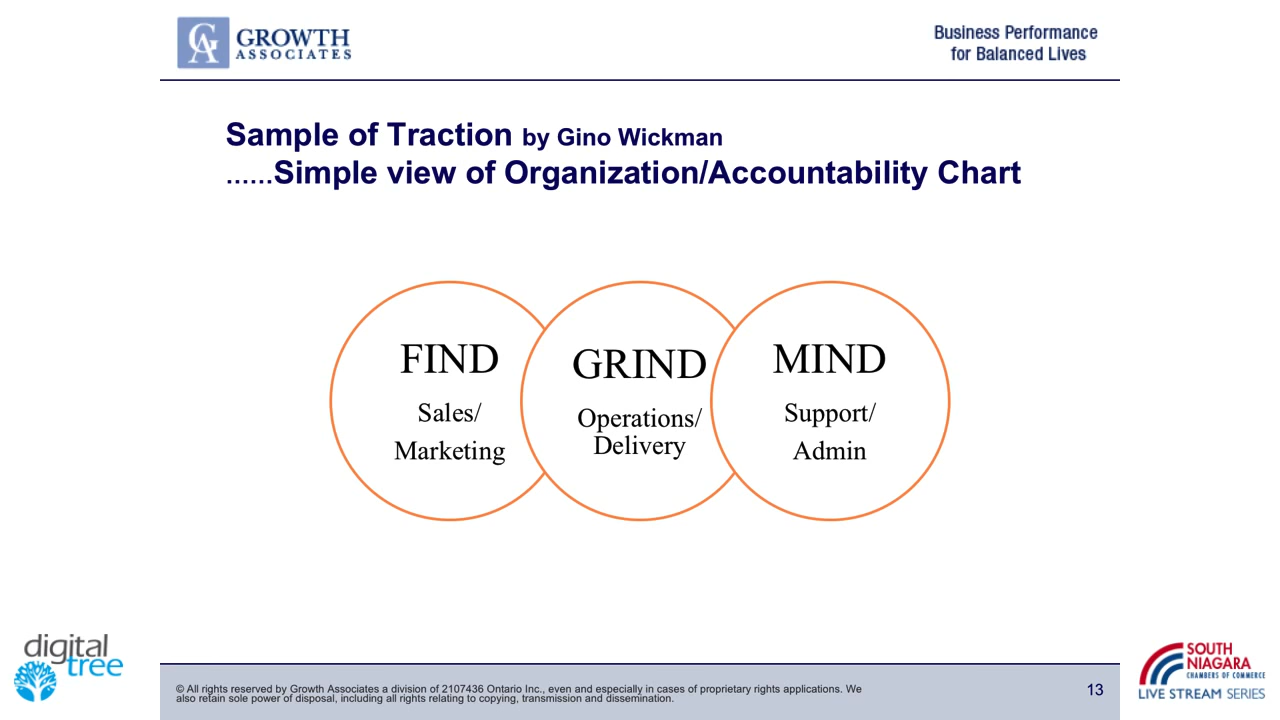 GA GROWTH
ASSOCIATES
Business Performance
for Balanced Lives
Sample of Traction by Gino Wickman
......Simple view of Organization/Accountability Chart
FIND
Sales/
Marketing
GRIND
Operations/
Delivery
MIND
Support/
Admin
digital
tree
© All rights reserved by Growth Associates a division of 2107436 Ontario Inc., even and especially in cases of proprietary rights applications. We
also retain sole power of disposal, including all rights relating to copying, transmission and dissemination.
13
SOUTH
NIAGARA
CHAMBERS OF COMMERCE
LIVE STREAM SERIES